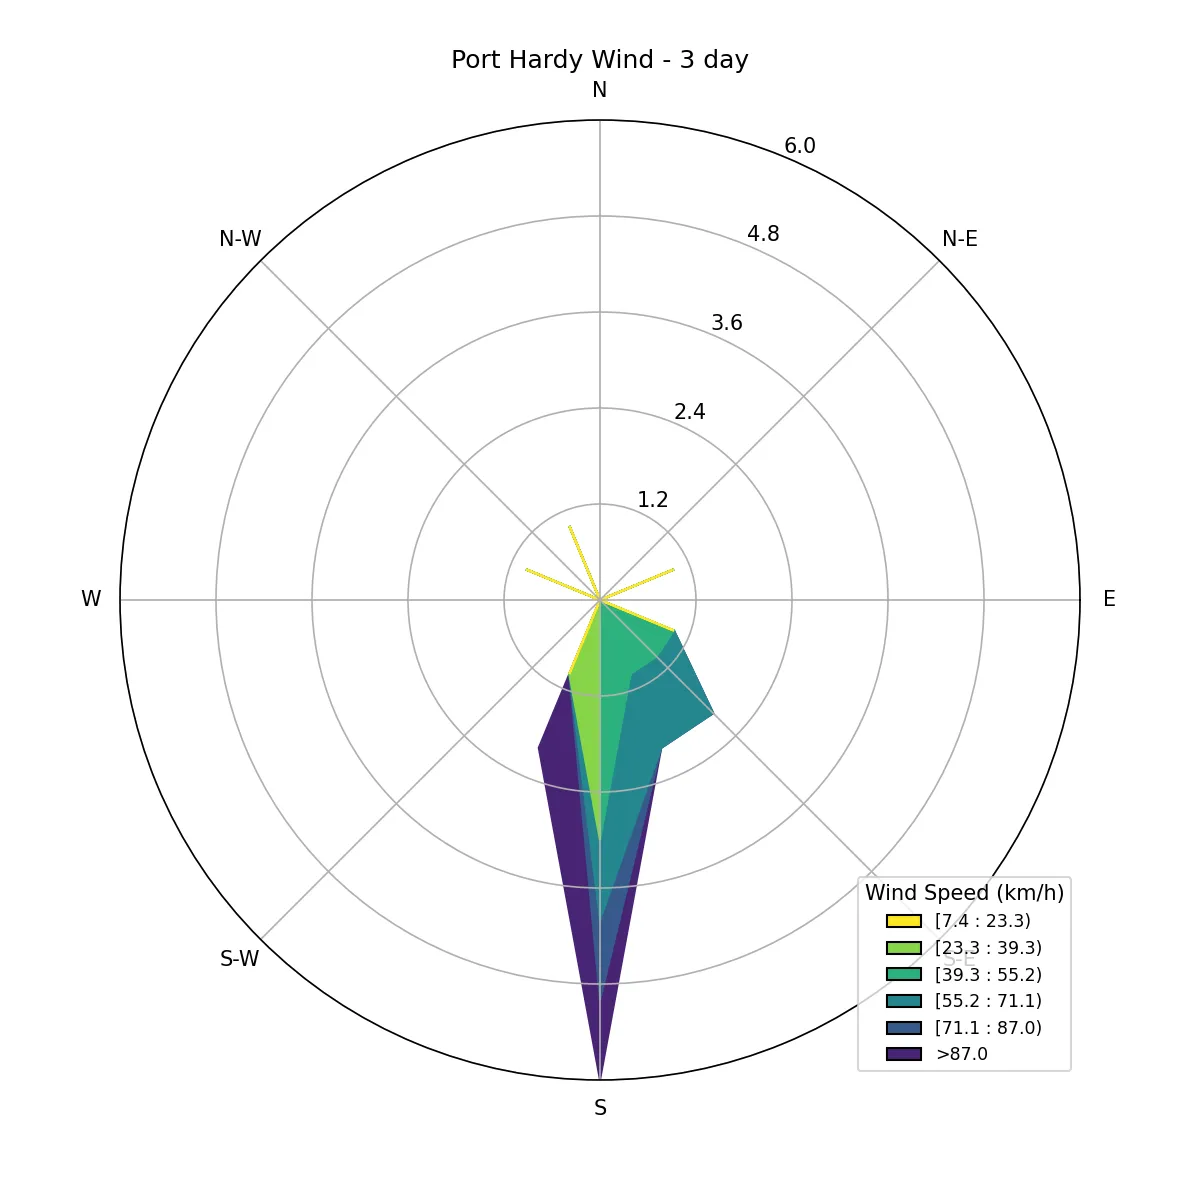 Port Hardy Wind - 3 day
N
6.0
N-W
N-E
4.8
3.6
2.4
1.2
W
E
Wind Speed (km/h)
[7.4 : 23.3)
[23.3 : 39.3)
S-W
S-E
[39.3 : 55.2)
[55.2 : 71.1)
[71.1 : 87.0)
>87.0
S